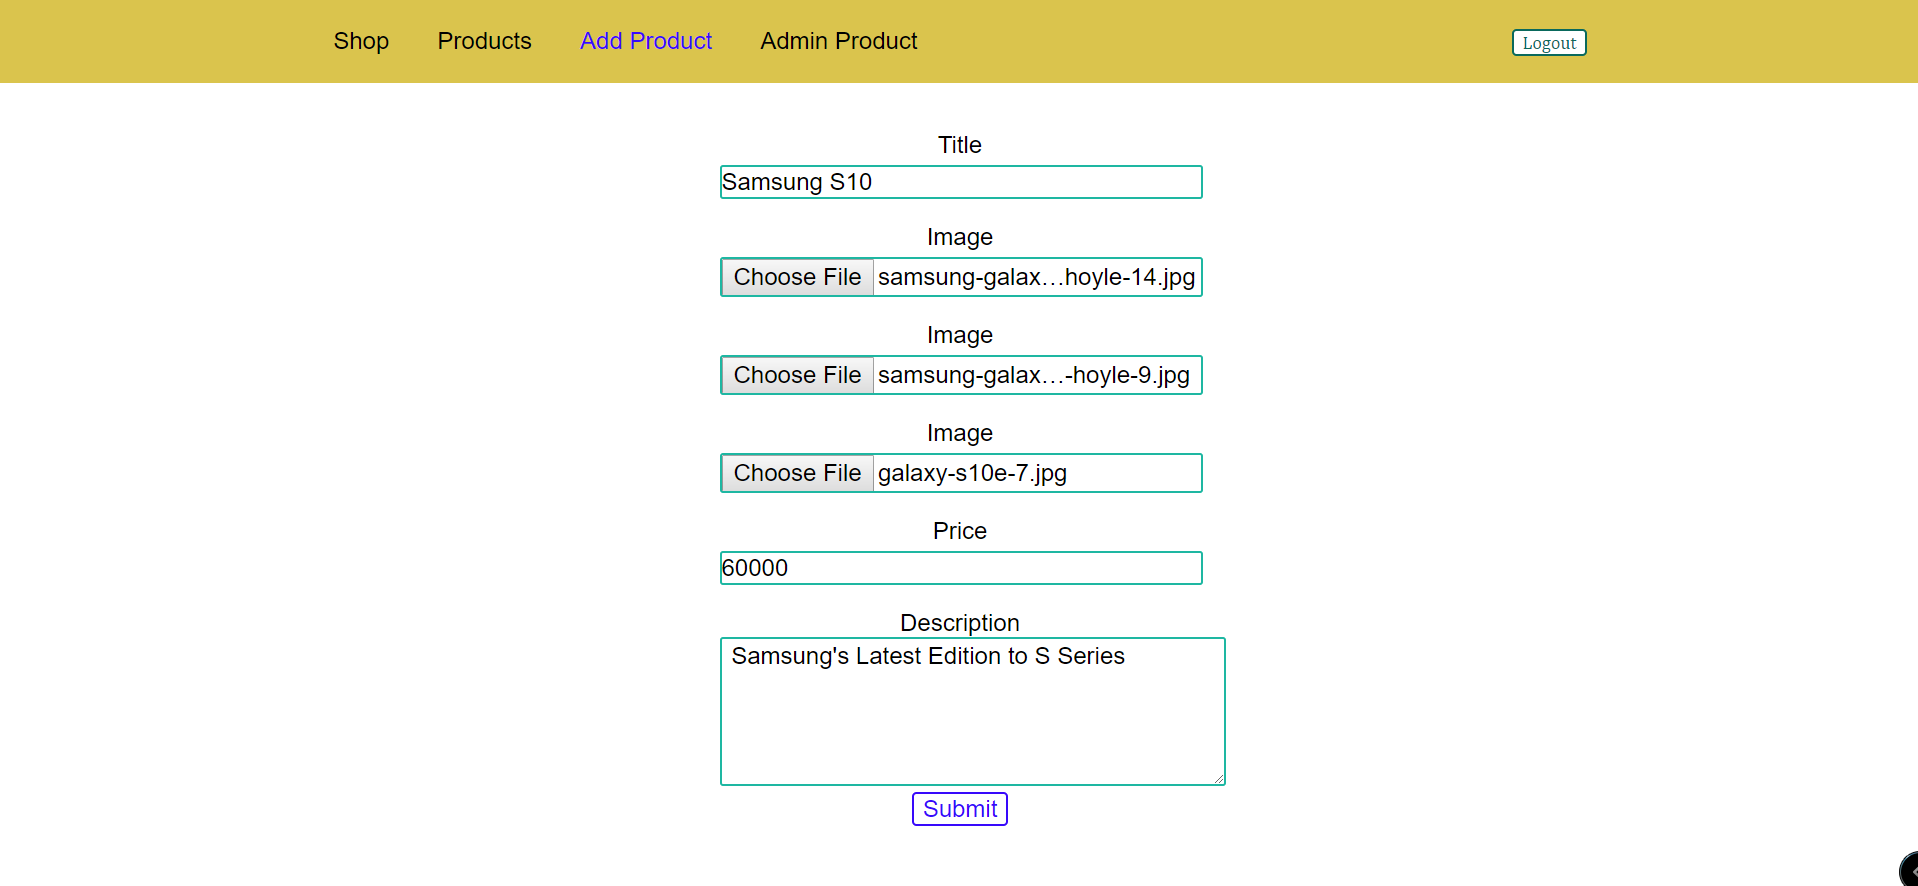 Shop Products Add Product Admin Product Logout
Title
Samsung S10
Image
Choose File samsung-galax…hoyle-14.jpg
Image
Choose File samsung-galax…-hoyle-9.jpg
Image
Choose File galaxy-s10e-7.jpg
Price
60000
Description
Samsung's Latest Edition to S Series
Submit